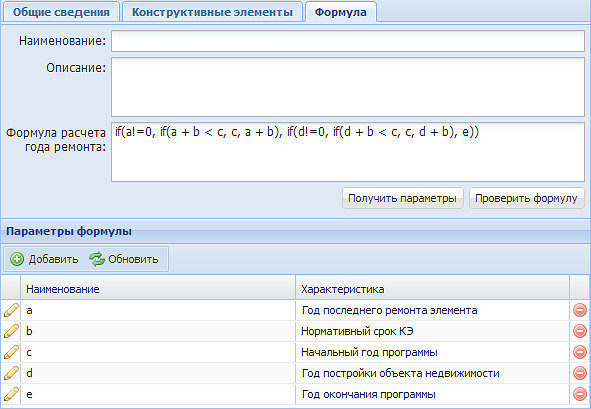 Общие сведения Конструктивные элементы Формула
Наименование:
Описание:
Формула расчета года ремонта: if(a!=0, if(a + b < c, c, a + b), if(d!=0, if(d + b < c, c, d + b), e))
Получить параметры Проверить формулу
Параметры формулы
Добавить Обновить
Наименование Характеристика
a Год последнего ремонта элемента
b Нормативный срок КЭ
c Начальный год программы
d Год постройки объекта недвижимости
e Год окончания программы